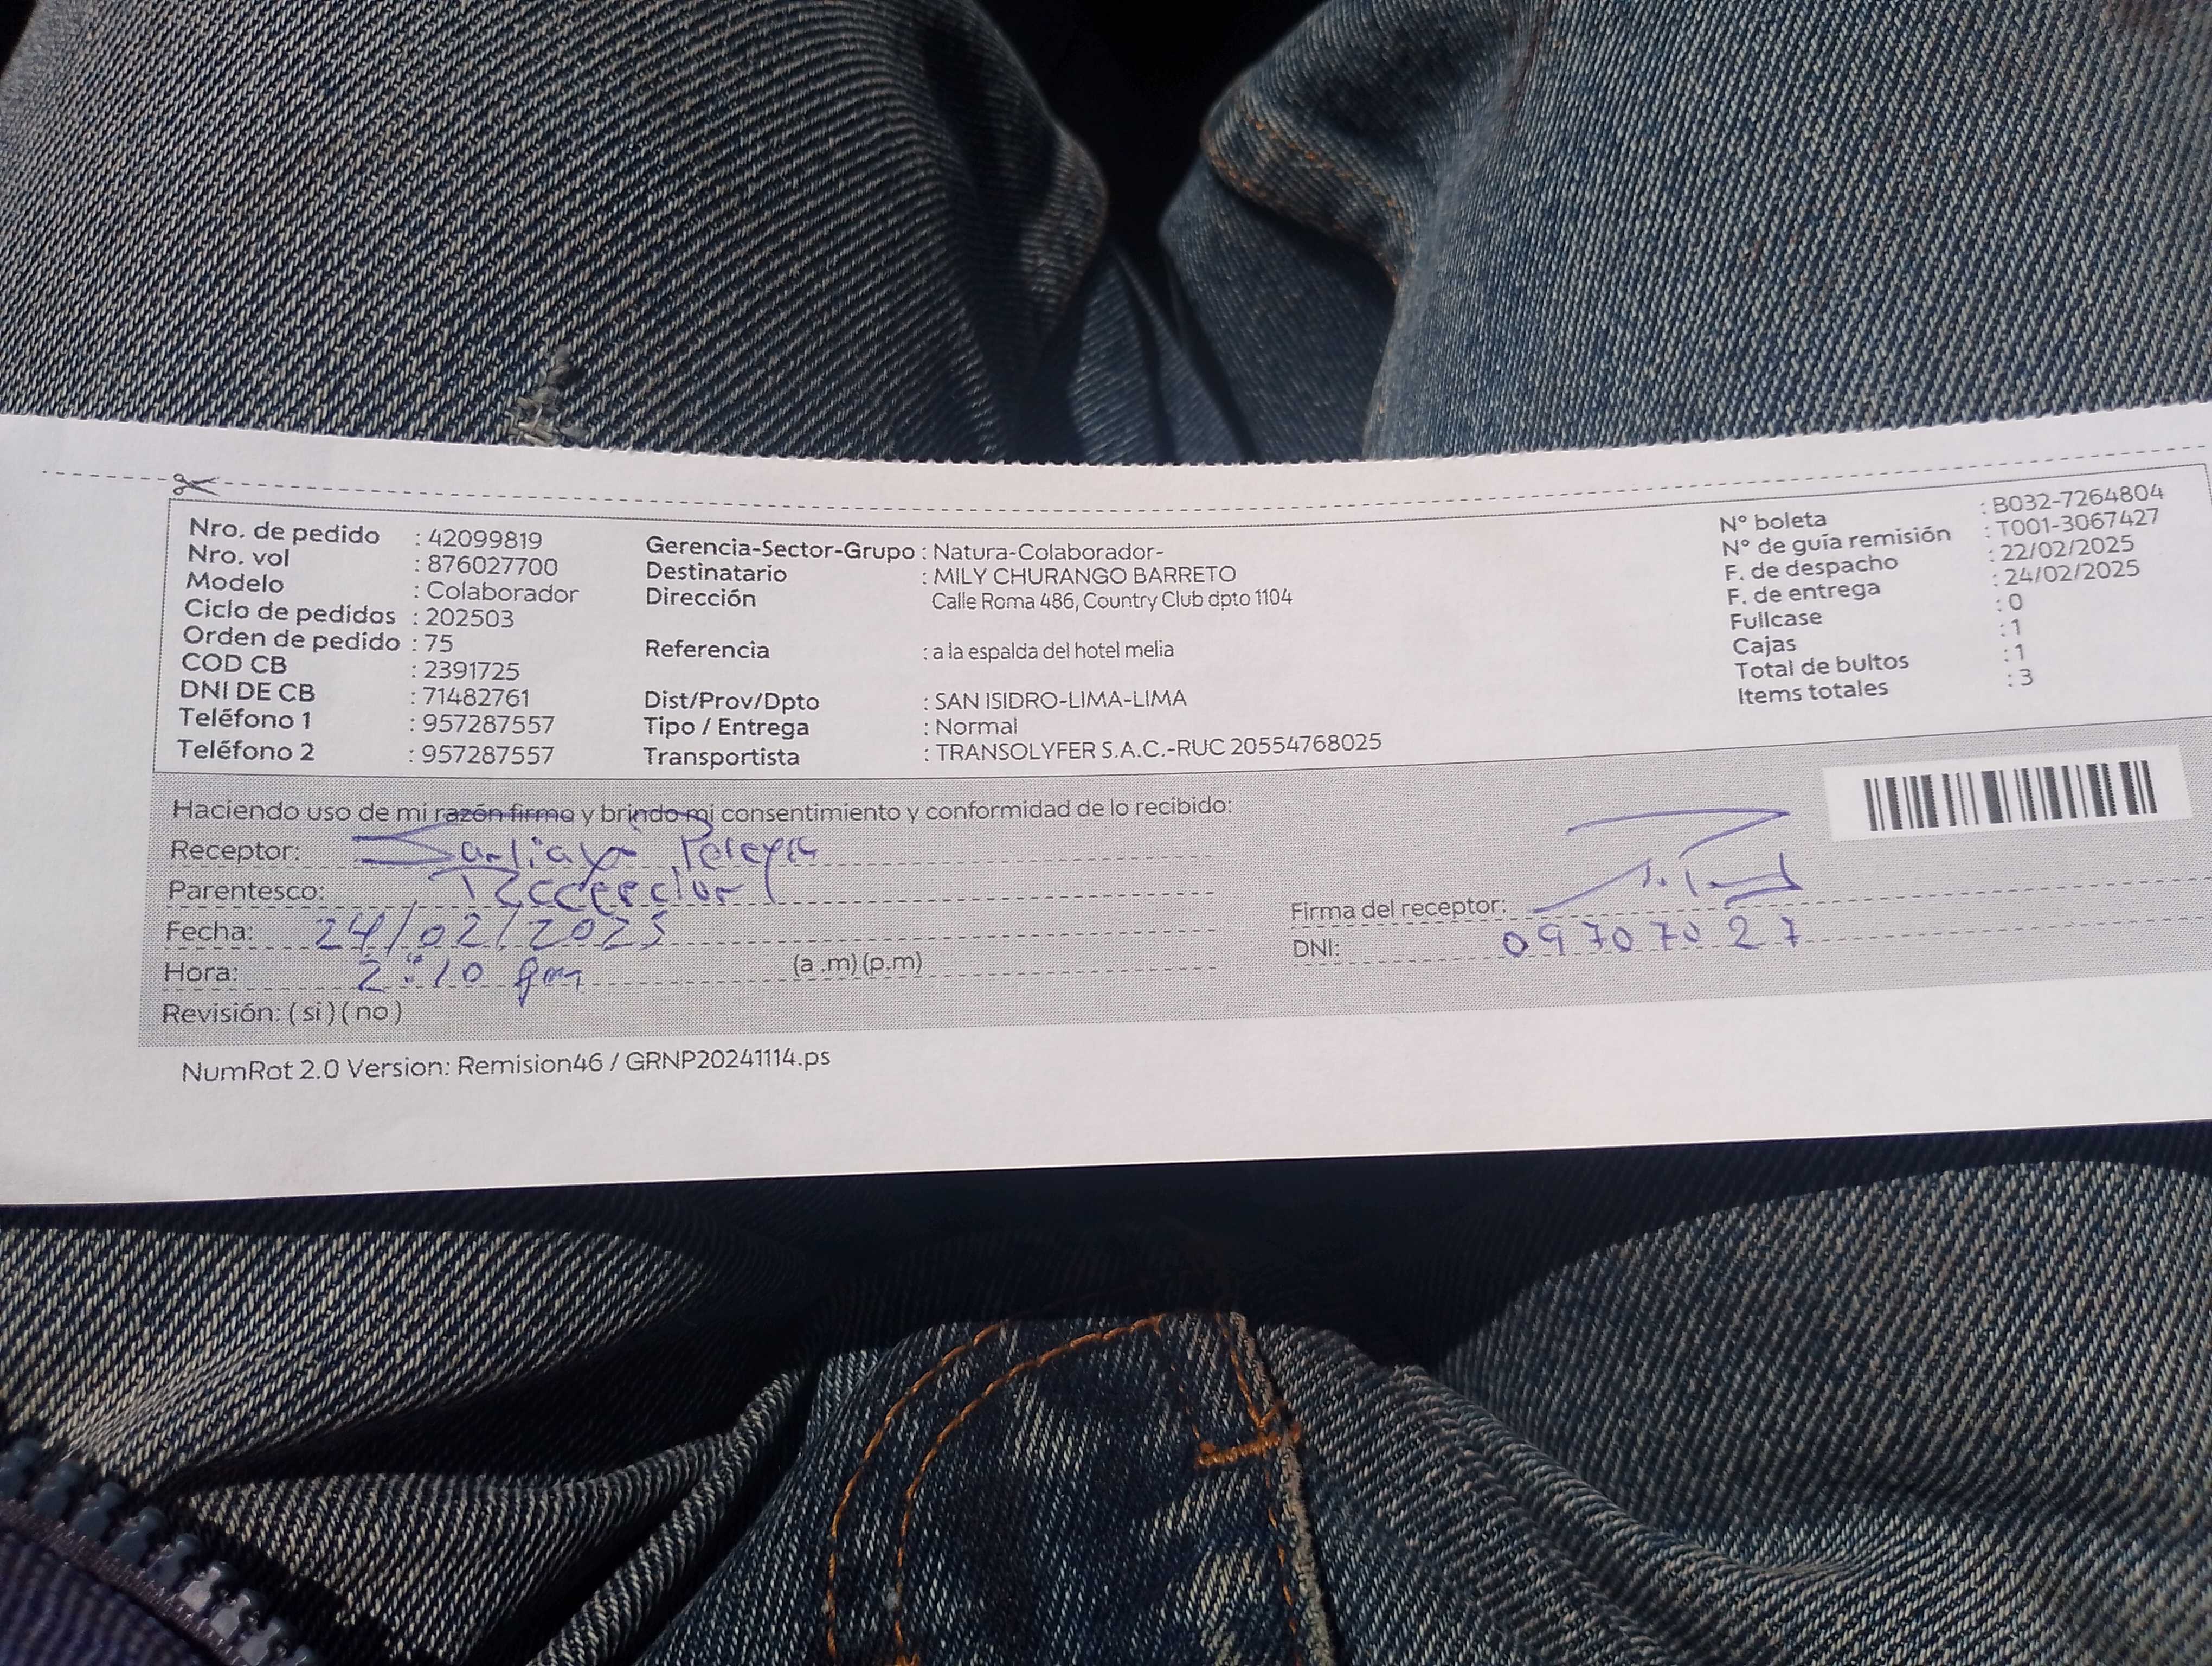 Nro. de pedido : 42099819
Nro. vol : 876027700
Modelo : Colaborador
Ciclo de pedidos : 202503
Orden de pedido : 75
COD CB : 2391725
DNI DE CB : 71482761
Teléfono 1 : 957287557
Teléfono 2 : 957287557
Gerencia-Sector-Grupo : Natura-Colaborador-
Destinatario : MILY CHURANGO BARRETO
Dirección Calle Roma 486, Country Club dpto 1104
Referencia : a la espalda del hotel melia
Dist/Prov/Dpto : SAN ISIDRO-LIMA-LIMA
Tipo / Entrega : Normal
Transportista : TRANSOLYFER S.A.C.-RUC 20554768025
N° boleta : B032-7264804
N° de guía remisión : T001-3067427
F. de despacho : 22/02/2025
F. de entrega : 24/02/2025
Fullcase : 0
Cajas : 1
Total de bultos : 1
Items totales : 3
Haciendo uso de mi razón firmo y brindo mi consentimiento y conformidad de lo recibido:
Receptor: Santiago Pereyra
Parentesco:
Fecha: 24/02/2025
Hora: 2:10 pm (a .m) (p.m)
Revisión: ( si ) ( no )
Firma del receptor:
DNI: 09707027
NumRot 2.0 Version: Remision46 / GRNP20241114.ps